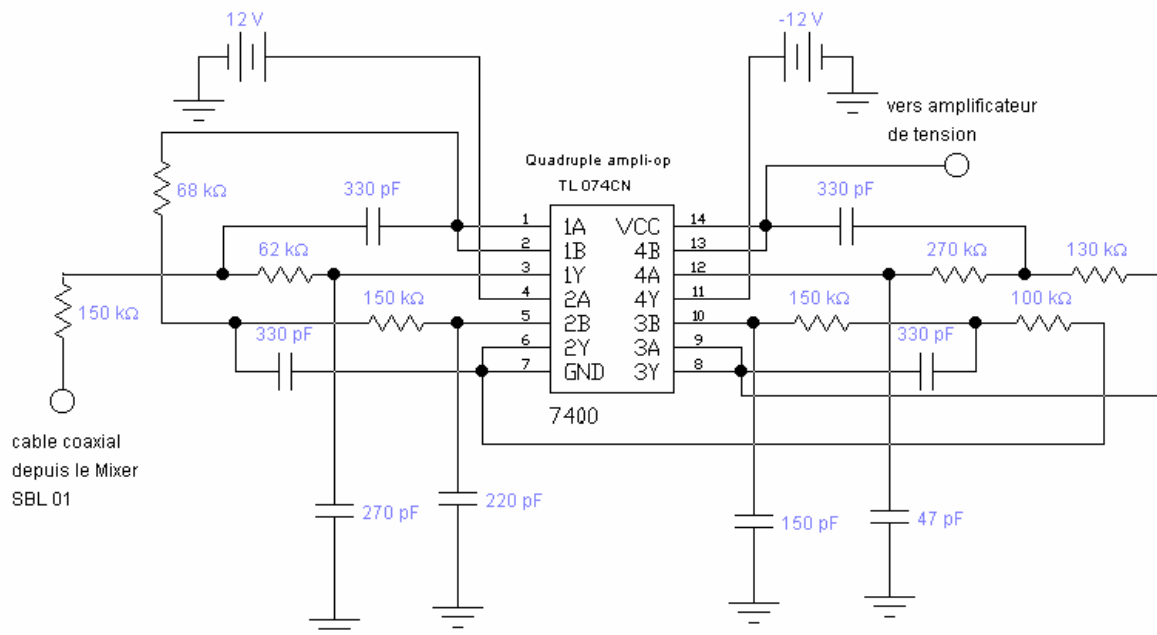 12 V
-12 V
vers amplificateur
de tension
Quadruple ampli-op
TL074CN
68 kΩ
330 pF
330 pF
62 kΩ
270 kΩ
130 kΩ
150 kΩ
150 kΩ
150 kΩ
100 kΩ
330 pF
330 pF
1 1A VCC 14
2 1B 4B 13
3 1Y 4A 12
4 2A 4Y 11
5 2B 3B 10
6 2Y 3A 9
7 GND 3Y 8
7400
cable coaxial
depuis le Mixer
SBL 01
270 pF
220 pF
150 pF
47 pF